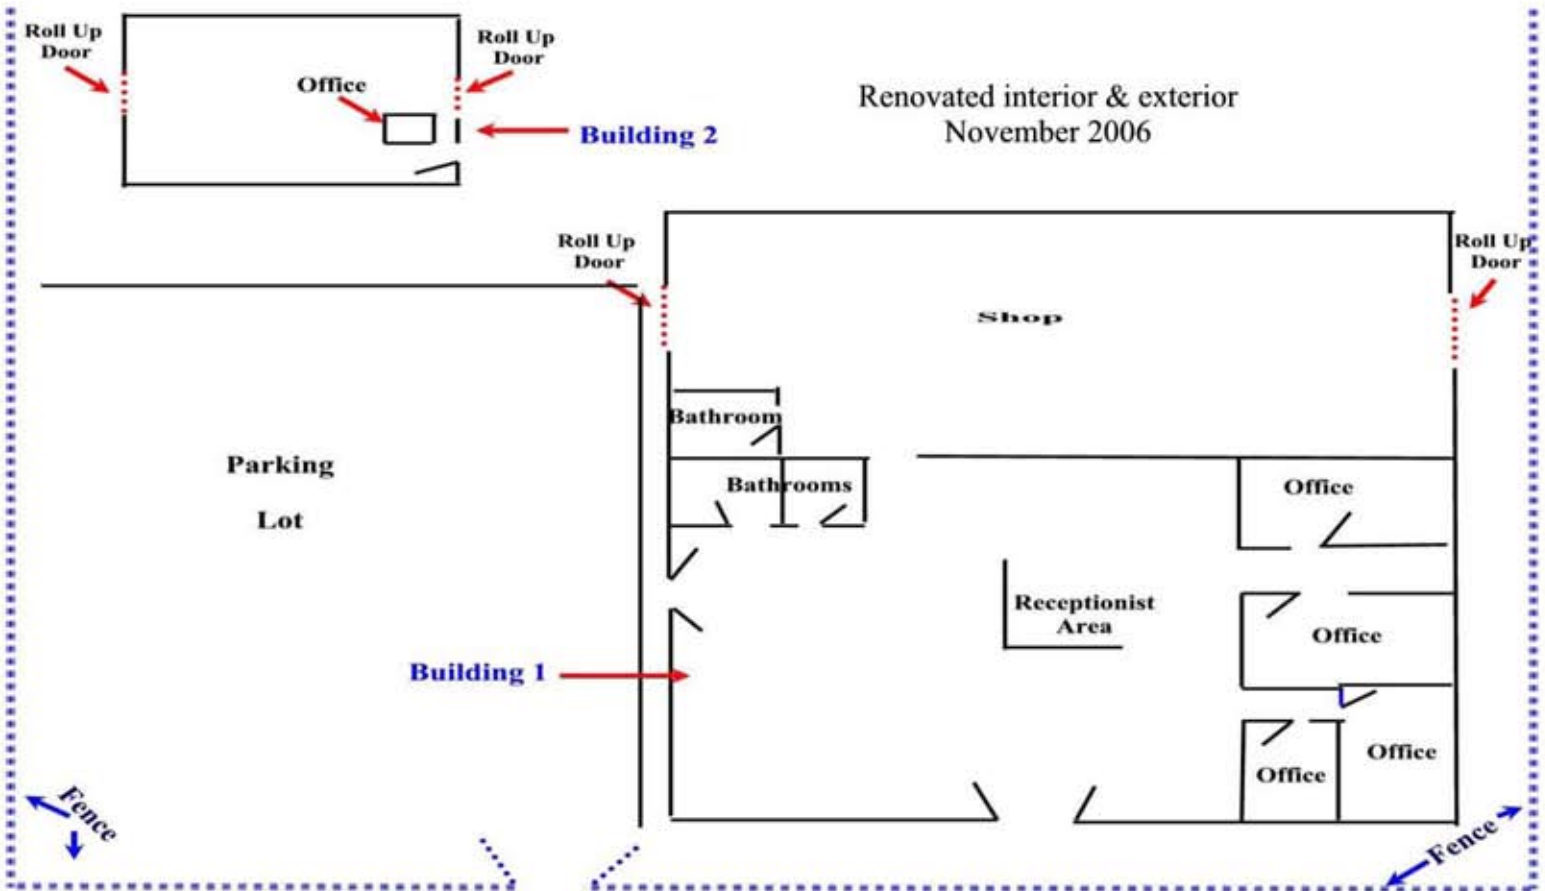 Roll Up
Door
Office
Roll Up
Door
Building 2
Renovated interior & exterior
November 2006
Roll Up
Door
Roll Up
Door
Shop
Bathroom
Bathrooms
Parking
Lot
Office
Receptionist
Area
Office
Building 1
Office
Office
Fence
Fence